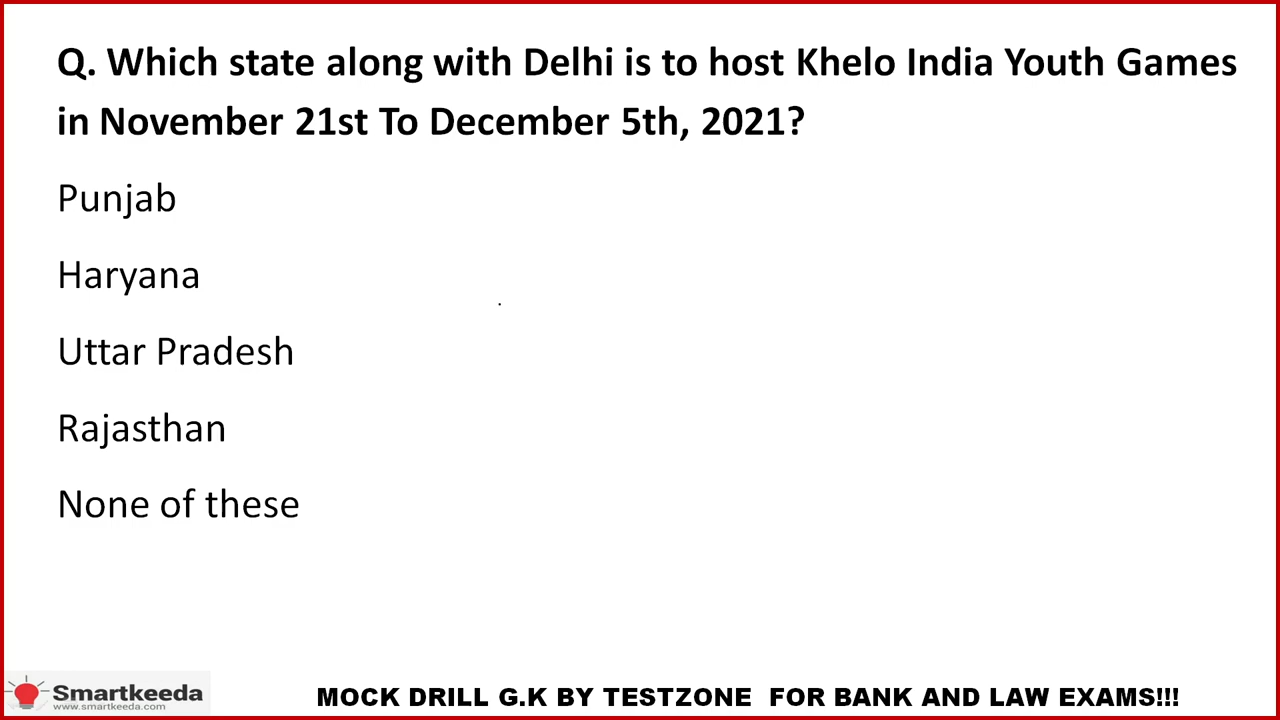 Q. Which state along with Delhi is to host Khelo India Youth Games
in November 21st To December 5th, 2021?
Punjab
Haryana
Uttar Pradesh
Rajasthan
None of these
Smartkeeda
www.smartkeeda.com
MOCK DRILL G.K BY TESTZONE FOR BANK AND LAW EXAMS!!!